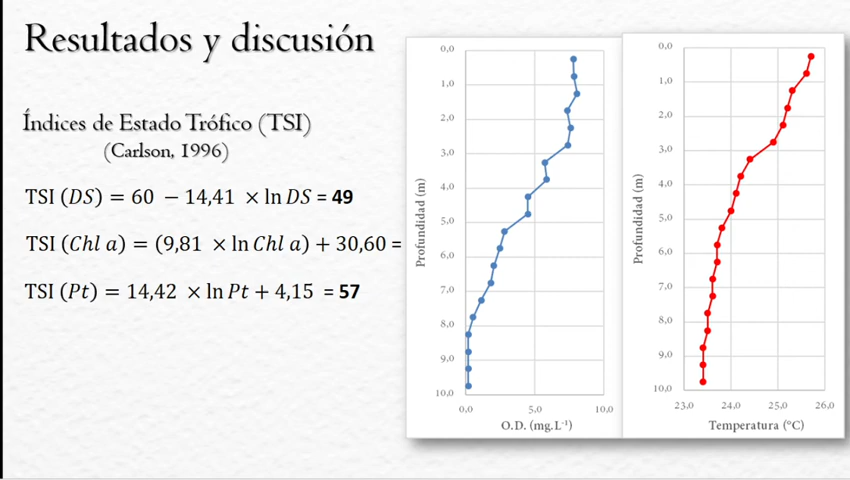 Resultados y discusión
Índices de Estado Trófico (TSI)
(Carlson, 1996)
TSI (DS) = 60 − 14,41 × ln DS = 49
TSI (Chl a) = (9,81 × ln Chl a) + 30,60 =
TSI (Pt) = 14,42 × ln Pt + 4,15 = 57
0,0
1,0
2,0
3,0
4,0
5,0
6,0
7,0
8,0
9,0
10,0
Profundidad (m)
0,0 5,0 10,0
O.D. (mg.L⁻¹)
0,0
1,0
2,0
3,0
4,0
5,0
6,0
7,0
8,0
9,0
10,0
Profundidad (m)
23,0 24,0 25,0 26,0
Temperatura (°C)